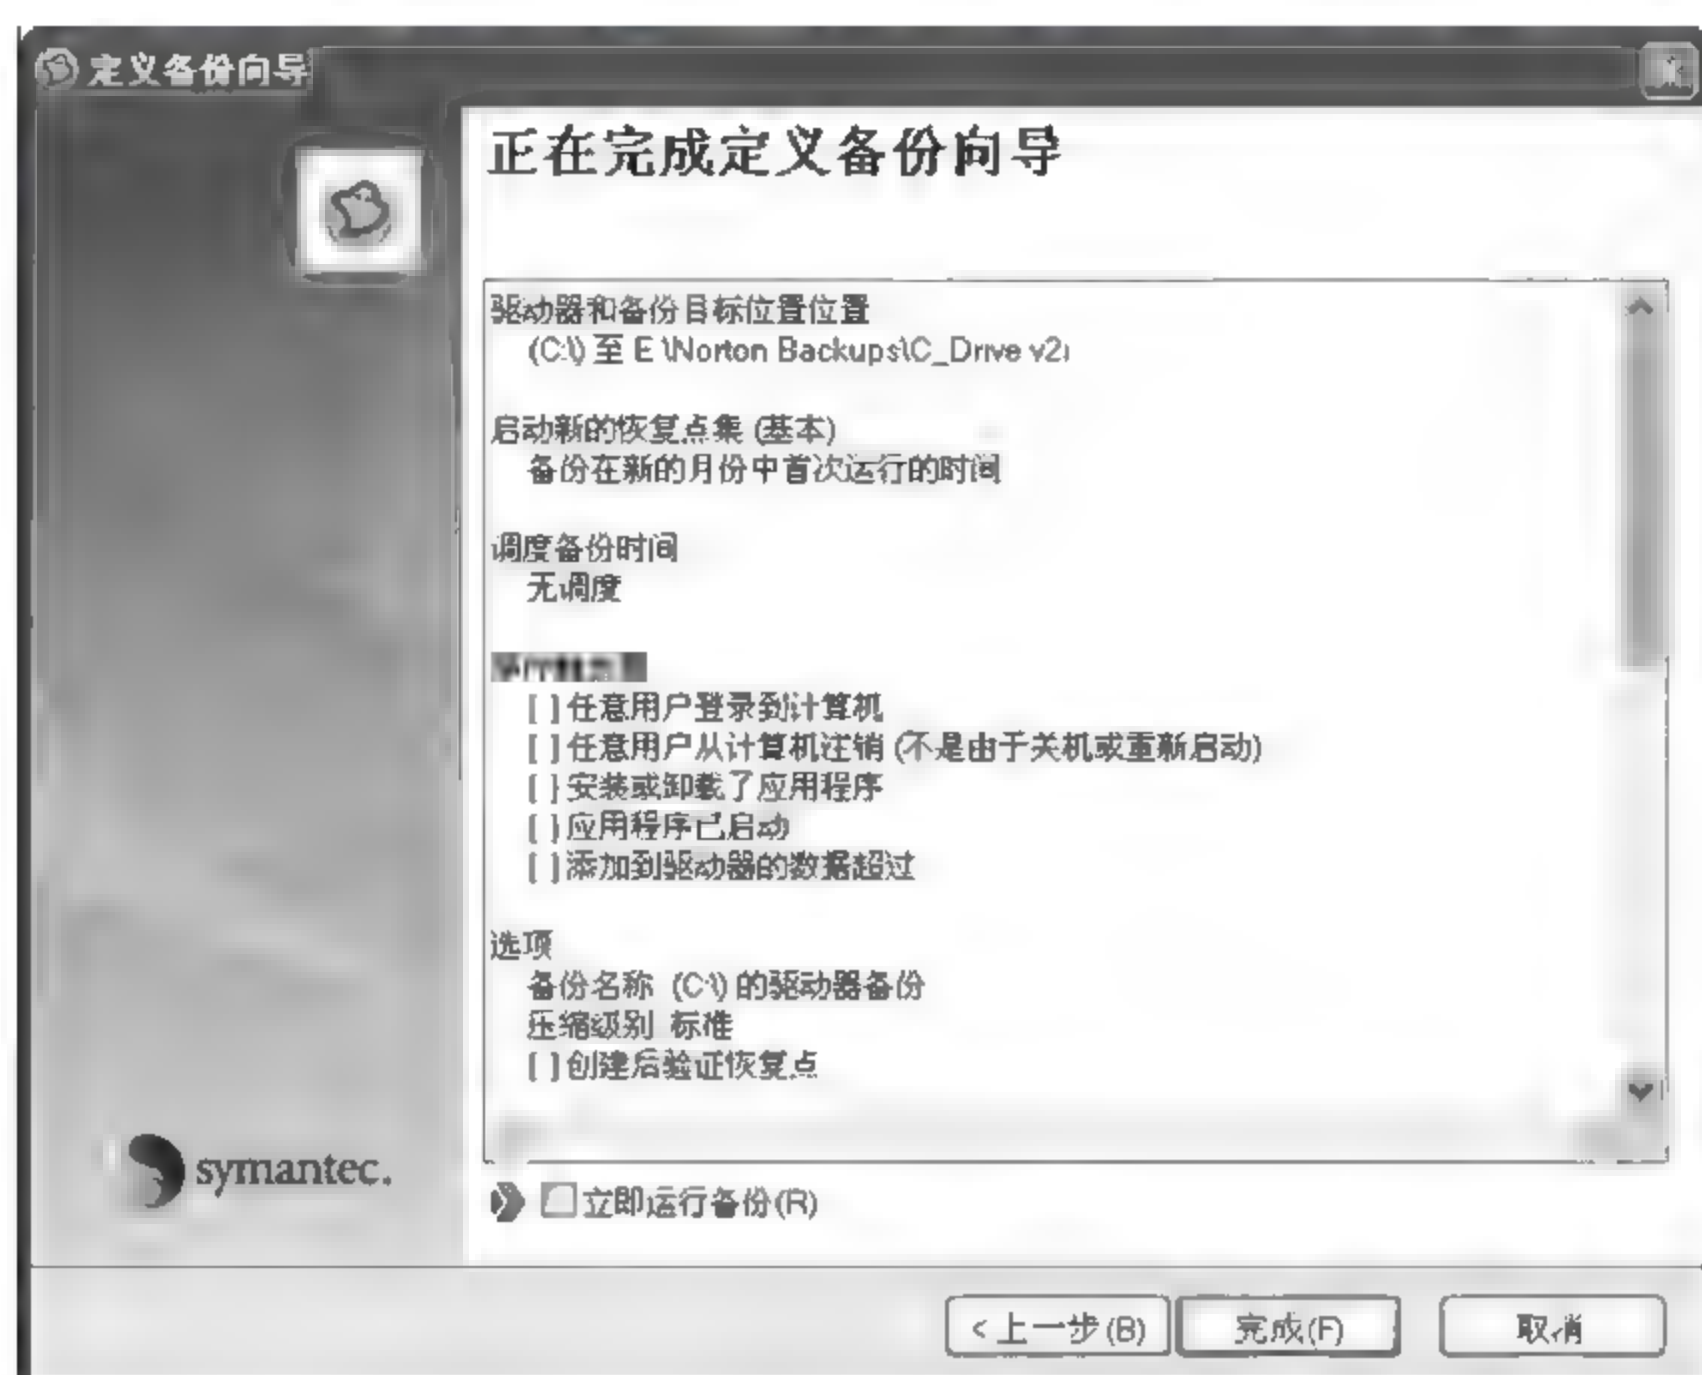 定义备份向导
正在完成定义备份向导
驱动器和备份目标位置位置
(C:\) 至 E \Norton Backups\C_Drive v2i
启动新的恢复点集 (基本)
备份在新的月份中首次运行的时间
调度备份时间
无调度
[ ] 任意用户登录到计算机
[ ] 任意用户从计算机注销 (不是由于关机或重新启动)
[ ] 安装或卸载了应用程序
[ ] 应用程序已启动
[ ] 添加到驱动器的数据超过
选项
备份名称 (C:\) 的驱动器备份
压缩级别 标准
[ ] 创建后验证恢复点
symantec.
立即运行备份(R)
< 上一步(B)
完成(F)
取消